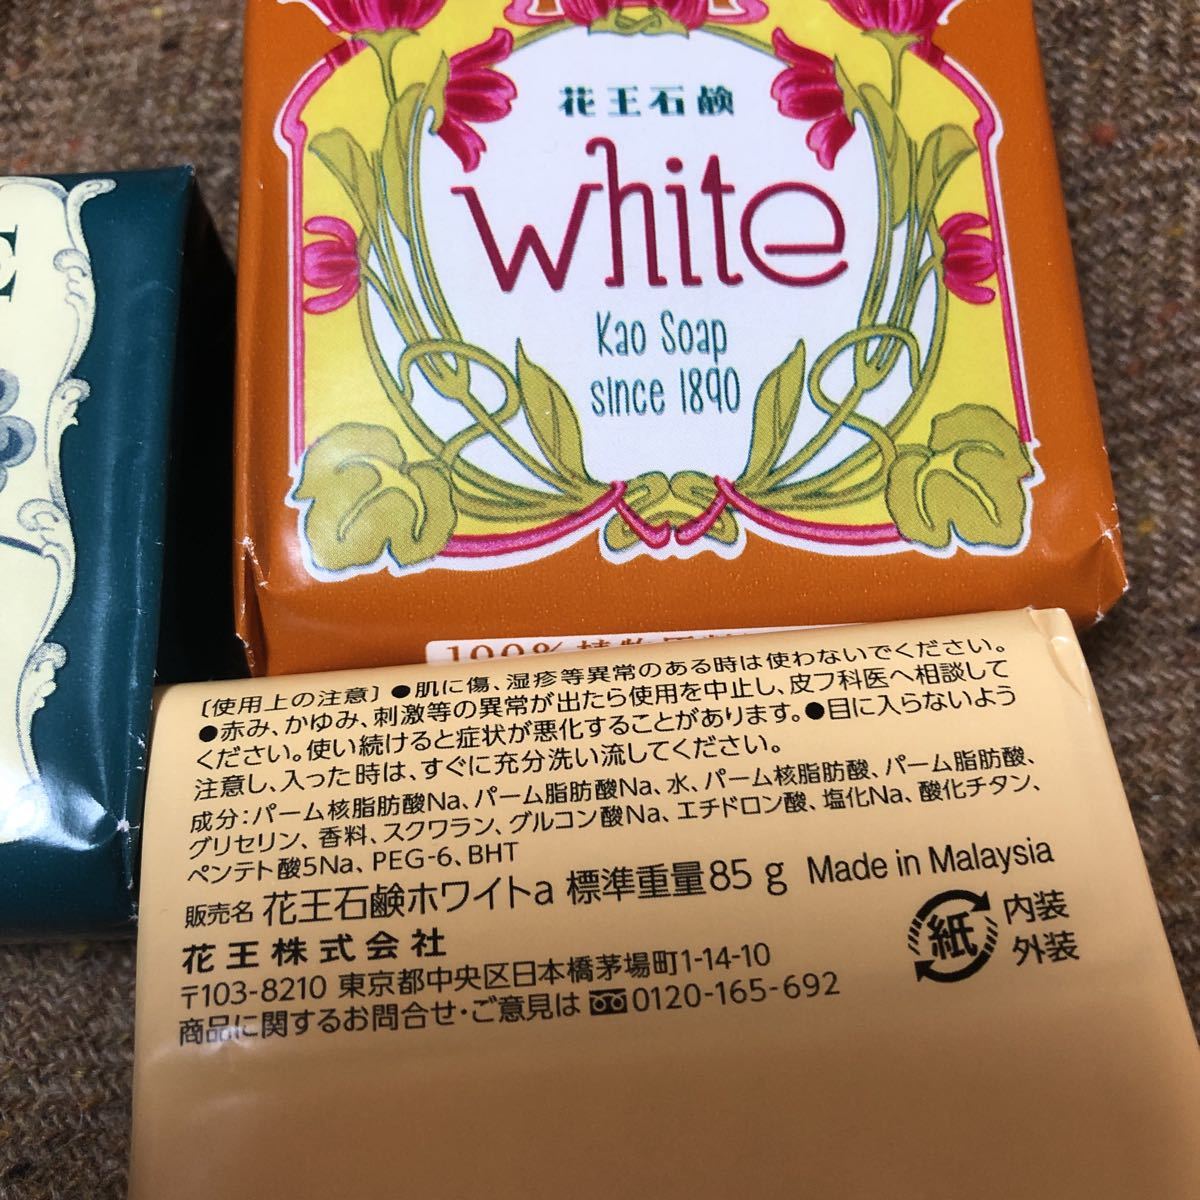 E
花王石鹸
white
Kao Soap
since 1890
100%植物
[使用上の注意] ●肌に傷、湿疹等異常のある時は使わないでください。
●赤み、かゆみ、刺激等の異常が出たら使用を中止し、皮フ科医へ相談して
ください。使い続けると症状が悪化することがあります。●目に入らないよう
注意し、入った時は、すぐに充分洗い流してください。
成分:パーム核脂肪酸Na、パーム脂肪酸Na、水、パーム核脂肪酸、パーム脂肪酸、
グリセリン、香料、スクワラン、グルコン酸Na、エチドロン酸、塩化Na、酸化チタン、
ペンテト酸5Na、PEG-6、BHT
販売名 花王石鹸ホワイトa 標準重量85g Made in Malaysia
花王株式会社
〒103-8210 東京都中央区日本橋茅場町1-14-10
商品に関するお問合せ・ご意見は 0120-165-692
紙
内装
外装